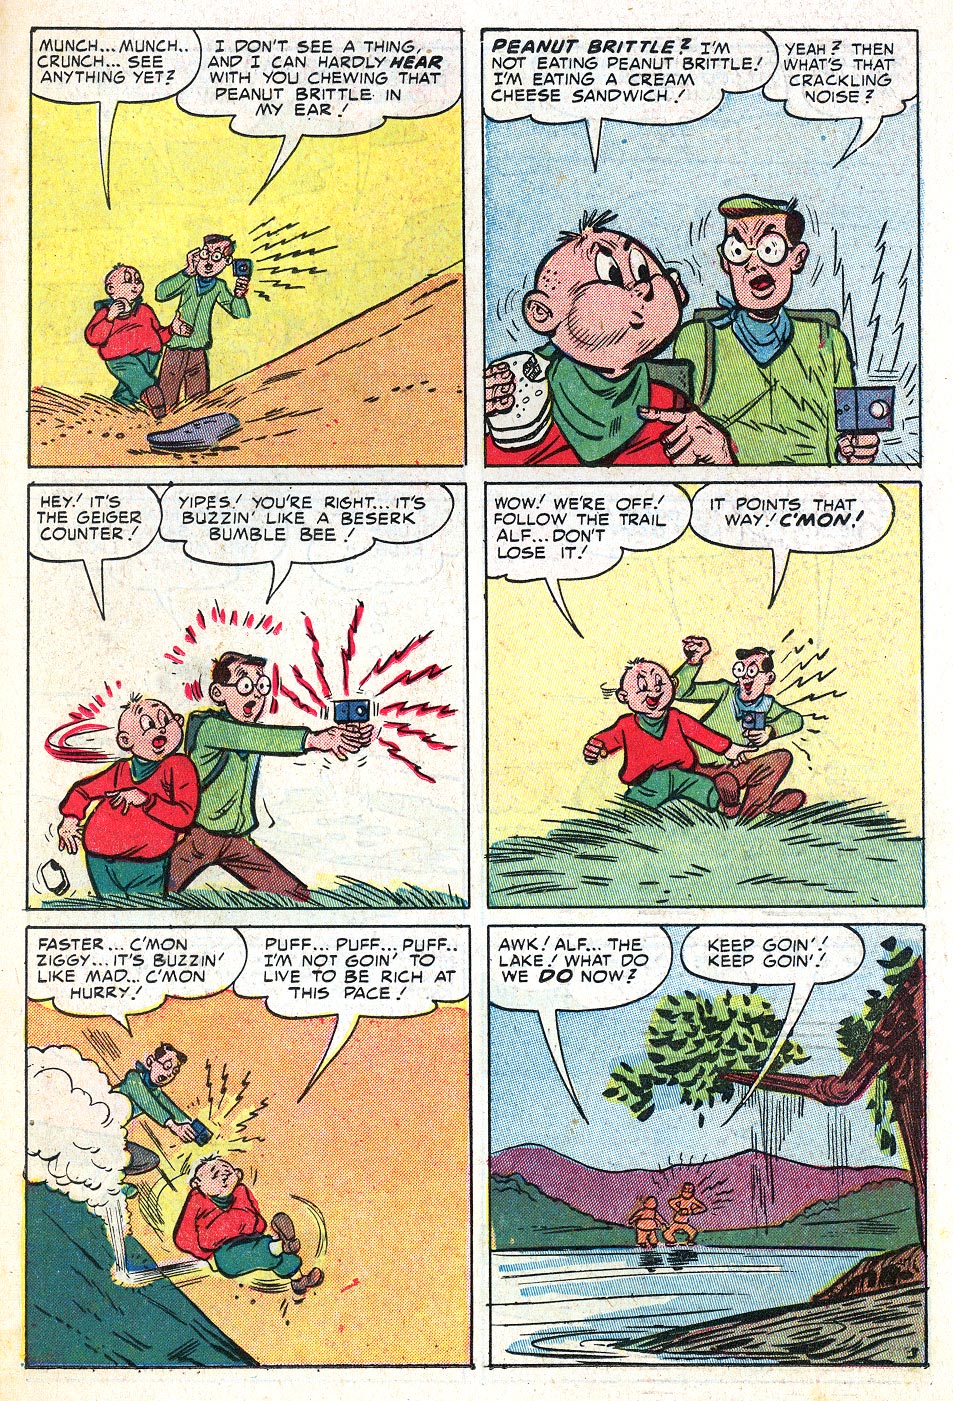 MUNCH...MUNCH..
CRUNCH... SEE
ANYTHING YET?
I DON'T SEE A THING,
AND I CAN HARDLY HEAR
WITH YOU CHEWING THAT
PEANUT BRITTLE IN
MY EAR!
PEANUT BRITTLE? I'M
NOT EATING PEANUT BRITTLE!
I'M EATING A CREAM
CHEESE SANDWICH!
YEAH? THEN
WHAT'S THAT
CRACKLING
NOISE?
HEY! IT'S
THE GEIGER
COUNTER!
YIPES! YOU'RE RIGHT... IT'S
BUZZIN' LIKE A BESERK
BUMBLE BEE!
WOW! WE'RE OFF!
FOLLOW THE TRAIL
ALF... DON'T
LOSE IT!
IT POINTS THAT
WAY! C'MON!
FASTER... C'MON
ZIGGY... IT'S BUZZIN'
LIKE MAD... C'MON
HURRY!
PUFF... PUFF... PUFF..
I'M NOT GOIN' TO
LIVE TO BE RICH AT
THIS PACE!
AWK! ALF... THE
LAKE! WHAT DO
WE DO NOW?
KEEP GOIN'!
KEEP GOIN'!